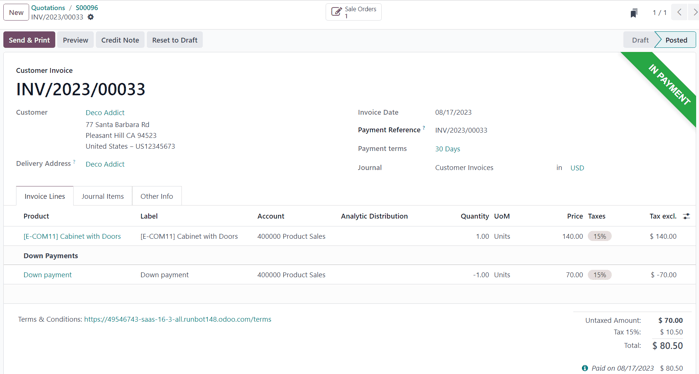 New
Quotations / S00096
INV/2023/00033
Sale Orders
1
1 / 1
Send & Print
Preview
Credit Note
Reset to Draft
Draft
Posted
IN PAYMENT
Customer Invoice
INV/2023/00033
Customer
Deco Addict
77 Santa Barbara Rd
Pleasant Hill CA 94523
United States – US12345673
Delivery Address ?
Deco Addict
Invoice Date 08/17/2023
Payment Reference ? INV/2023/00033
Payment terms 30 Days
Journal Customer Invoices in USD
Invoice Lines
Journal Items
Other Info
Product Label Account Analytic Distribution Quantity UoM Price Taxes Tax excl.
[E-COM11] Cabinet with Doors [E-COM11] Cabinet with Doors 400000 Product Sales 1.00 Units 140.00 15% $ 140.00
Down Payments
Down payment Down payment 400000 Product Sales -1.00 Units 70.00 15% $ -70.00
Terms & Conditions: https://49546743-saas-16-3-all.runbot148.odoo.com/terms
Untaxed Amount: $ 70.00
Tax 15%: $ 10.50
Total: $ 80.50
Paid on 08/17/2023 $ 80.50